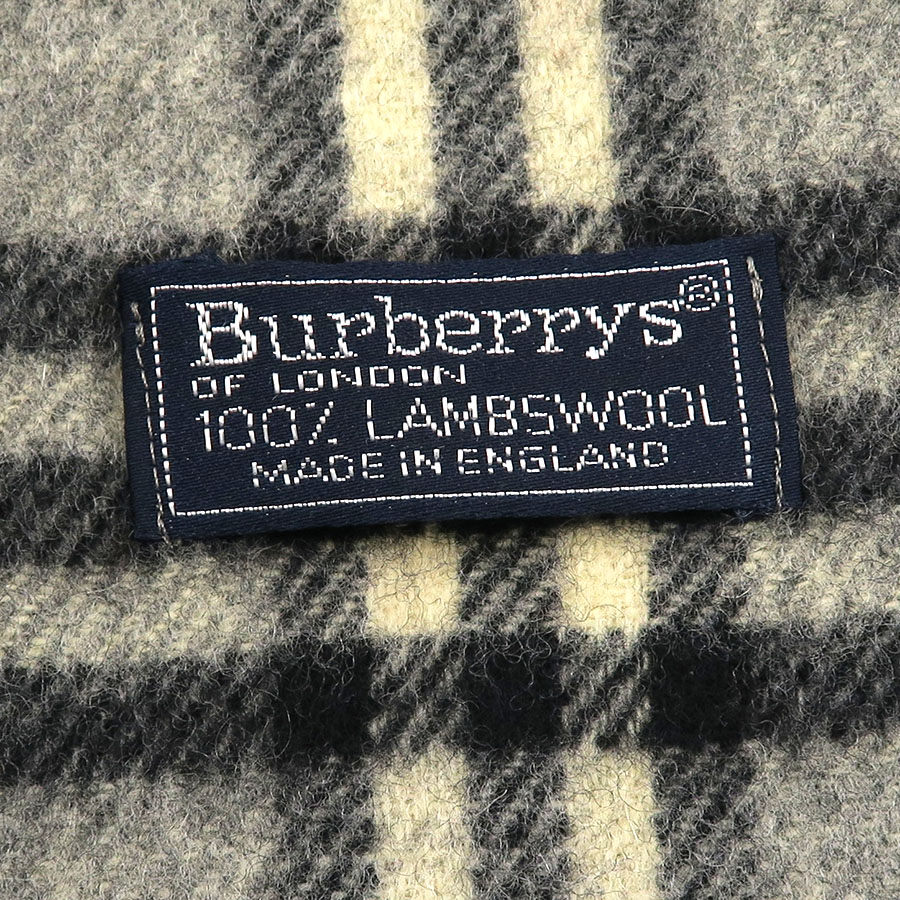 Burberrys®
OF LONDON
100% LAMBSWOOL
MADE IN ENGLAND